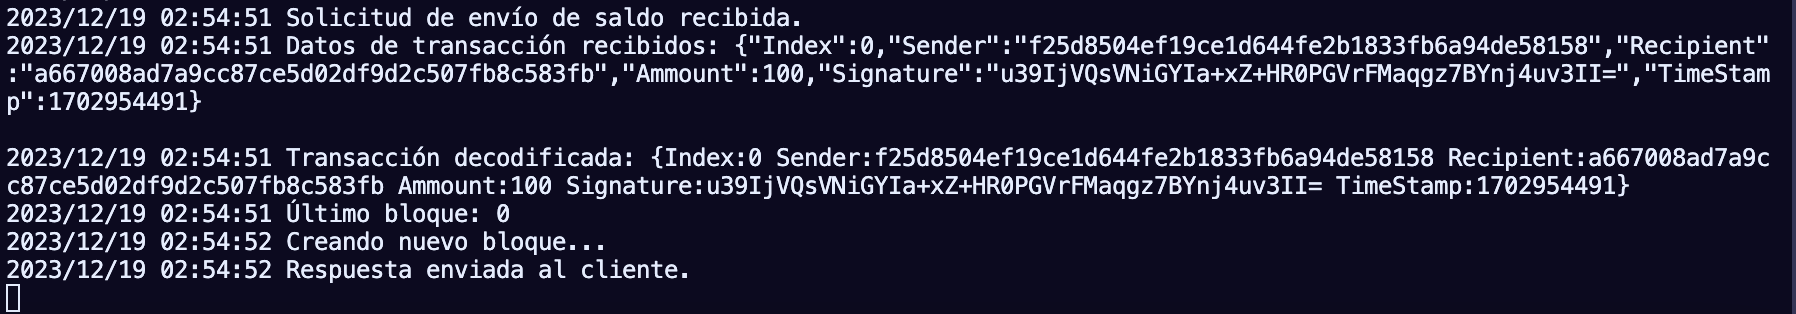 2023/12/19 02:54:51 Solicitud de envío de saldo recibida.
2023/12/19 02:54:51 Datos de transacción recibidos: {"Index":0,"Sender":"f25d8504ef19ce1d644fe2b1833fb6a94de58158","Recipient"
:"a667008ad7a9cc87ce5d02df9d2c507fb8c583fb","Ammount":100,"Signature":"u39IjVQsVNiGYIa+xZ+HR0PGVrFMaqgz7BYnj4uv3II=","TimeStam
p":1702954491}
2023/12/19 02:54:51 Transacción decodificada: {Index:0 Sender:f25d8504ef19ce1d644fe2b1833fb6a94de58158 Recipient:a667008ad7a9c
c87ce5d02df9d2c507fb8c583fb Ammount:100 Signature:u39IjVQsVNiGYIa+xZ+HR0PGVrFMaqgz7BYnj4uv3II= TimeStamp:1702954491}
2023/12/19 02:54:51 Último bloque: 0
2023/12/19 02:54:52 Creando nuevo bloque...
2023/12/19 02:54:52 Respuesta enviada al cliente.